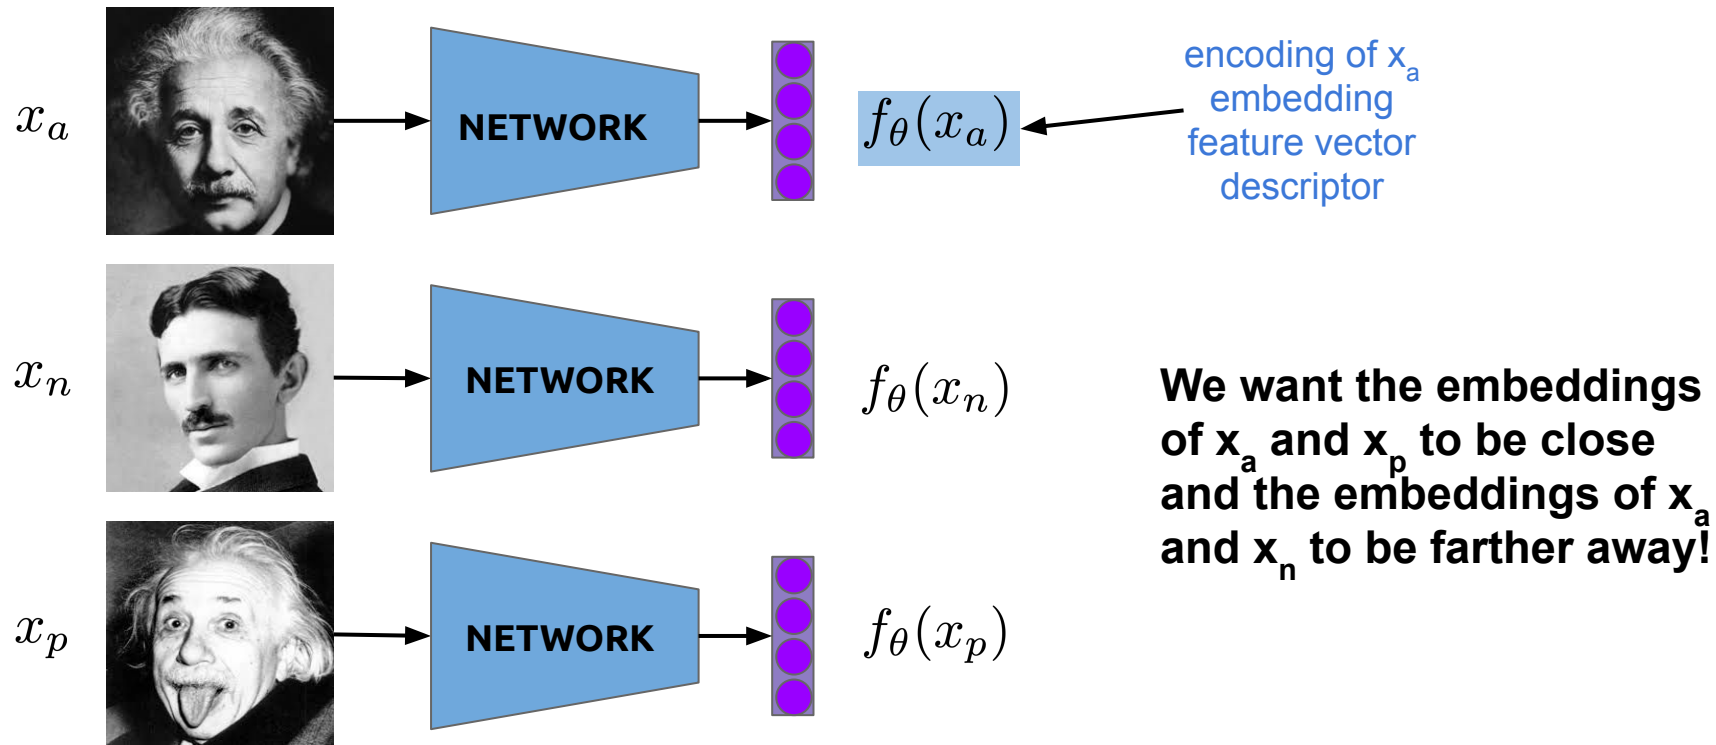 x_a
NETWORK
f_θ(x_a)
encoding of x_a
embedding
feature vector
descriptor
x_n
NETWORK
f_θ(x_n)
We want the embeddings
of x_a and x_p to be close
and the embeddings of x_a
and x_n to be farther away!
x_p
NETWORK
f_θ(x_p)